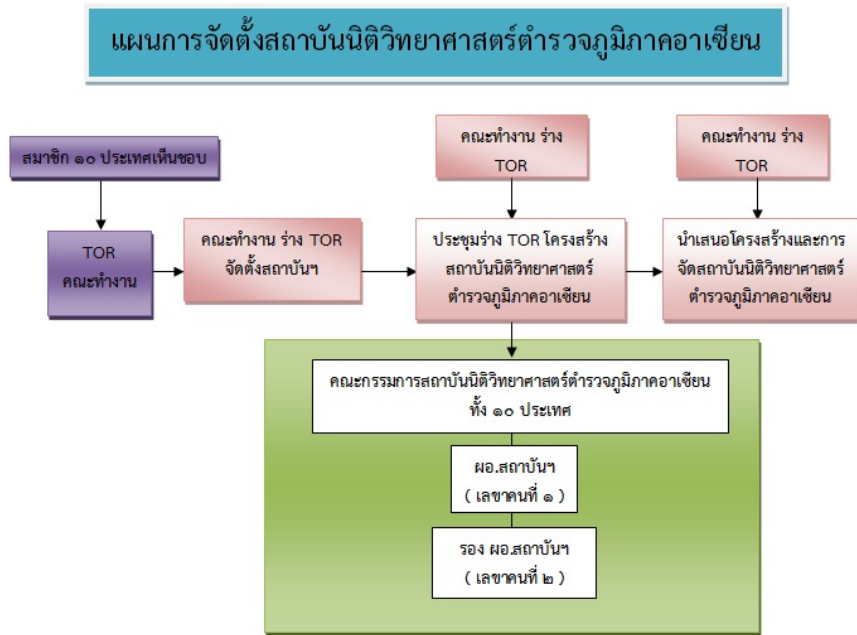 แผนการจัดตั้งสถาบันนิติวิทยาศาสตร์ตำรวจภูมิภาคอาเซียน
สมาชิก ๑๐ ประเทศเห็นชอบ
TOR
คณะทำงาน
คณะทำงาน ร่าง TOR
จัดตั้งสถาบันฯ
คณะทำงาน ร่าง
TOR
ประชุมร่าง TOR โครงสร้าง
สถาบันนิติวิทยาศาสตร์
ตำรวจภูมิภาคอาเซียน
คณะทำงาน ร่าง
TOR
นำเสนอโครงสร้างและการ
จัดสถาบันนิติวิทยาศาสตร์
ตำรวจภูมิภาคอาเซียน
คณะกรรมการสถาบันนิติวิทยาศาสตร์ตำรวจภูมิภาคอาเซียน
ทั้ง ๑๐ ประเทศ
ผอ.สถาบันฯ
( เลขาคนที่ ๑ )
รอง ผอ.สถาบันฯ
( เลขาคนที่ ๒ )